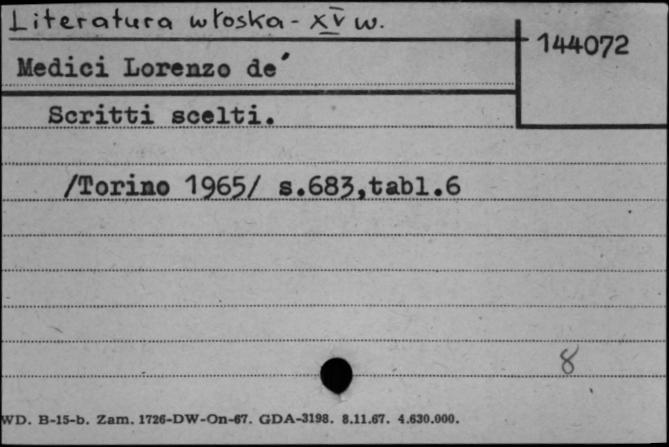 Literatura włoska - XV w.
144072
Medici Lorenzo de´
Scritti scelti.
/Torino 1965/ s.683,tabl.6
8
WD. B-15-b. Zam. 1726-DW-On-67. GDA-3198. 8.11.67. 4.630.000.